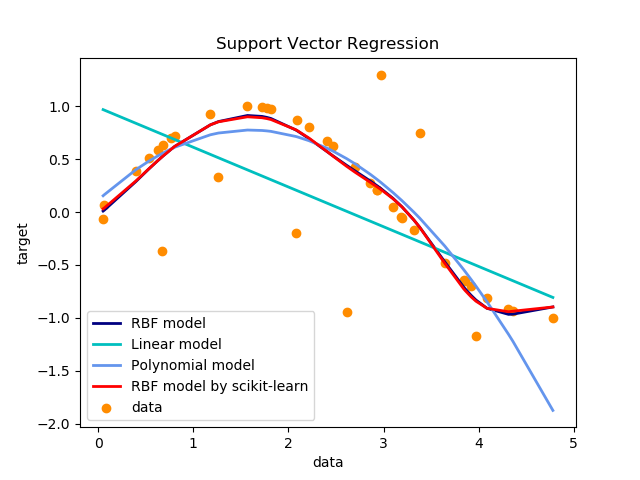 Support Vector Regression
target
1.0
0.5
0.0
−0.5
−1.0
−1.5
−2.0
RBF model
Linear model
Polynomial model
RBF model by scikit-learn
data
0 1 2 3 4 5
data